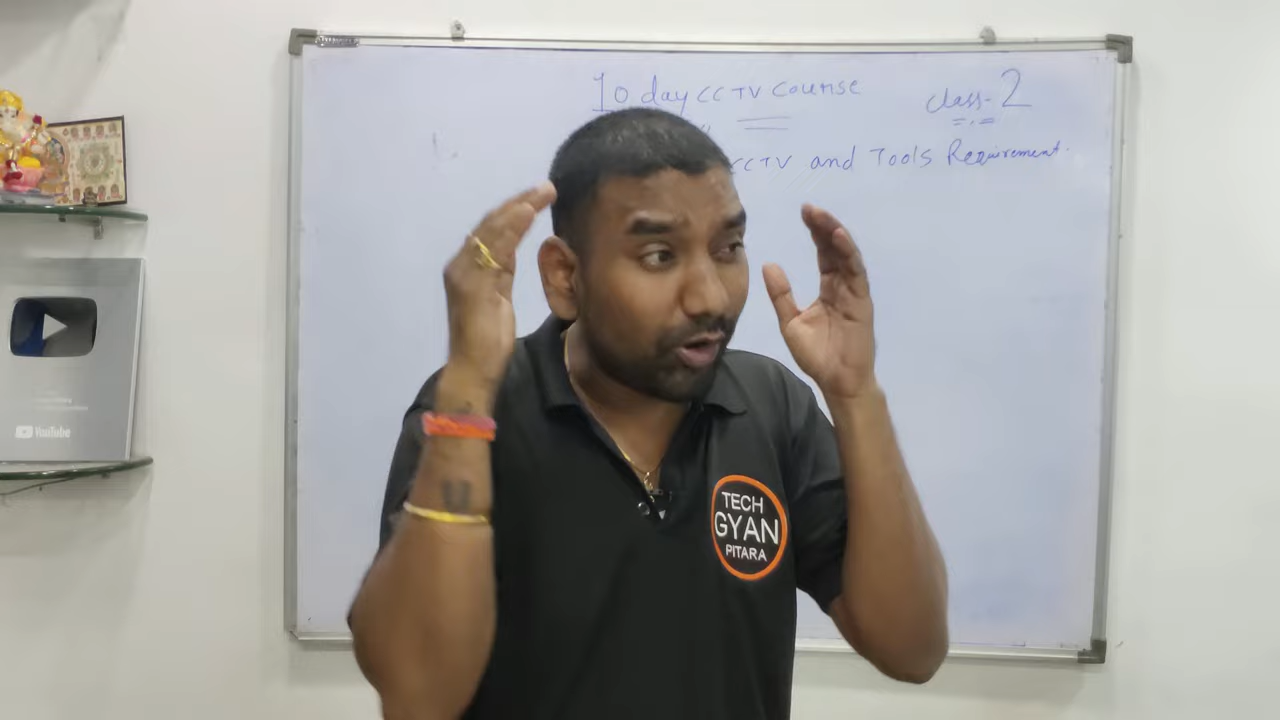 10 day CCTV Course
Class- 2
CCTV and Tools Requirement.
TECH
GYAN
PITARA
YouTube